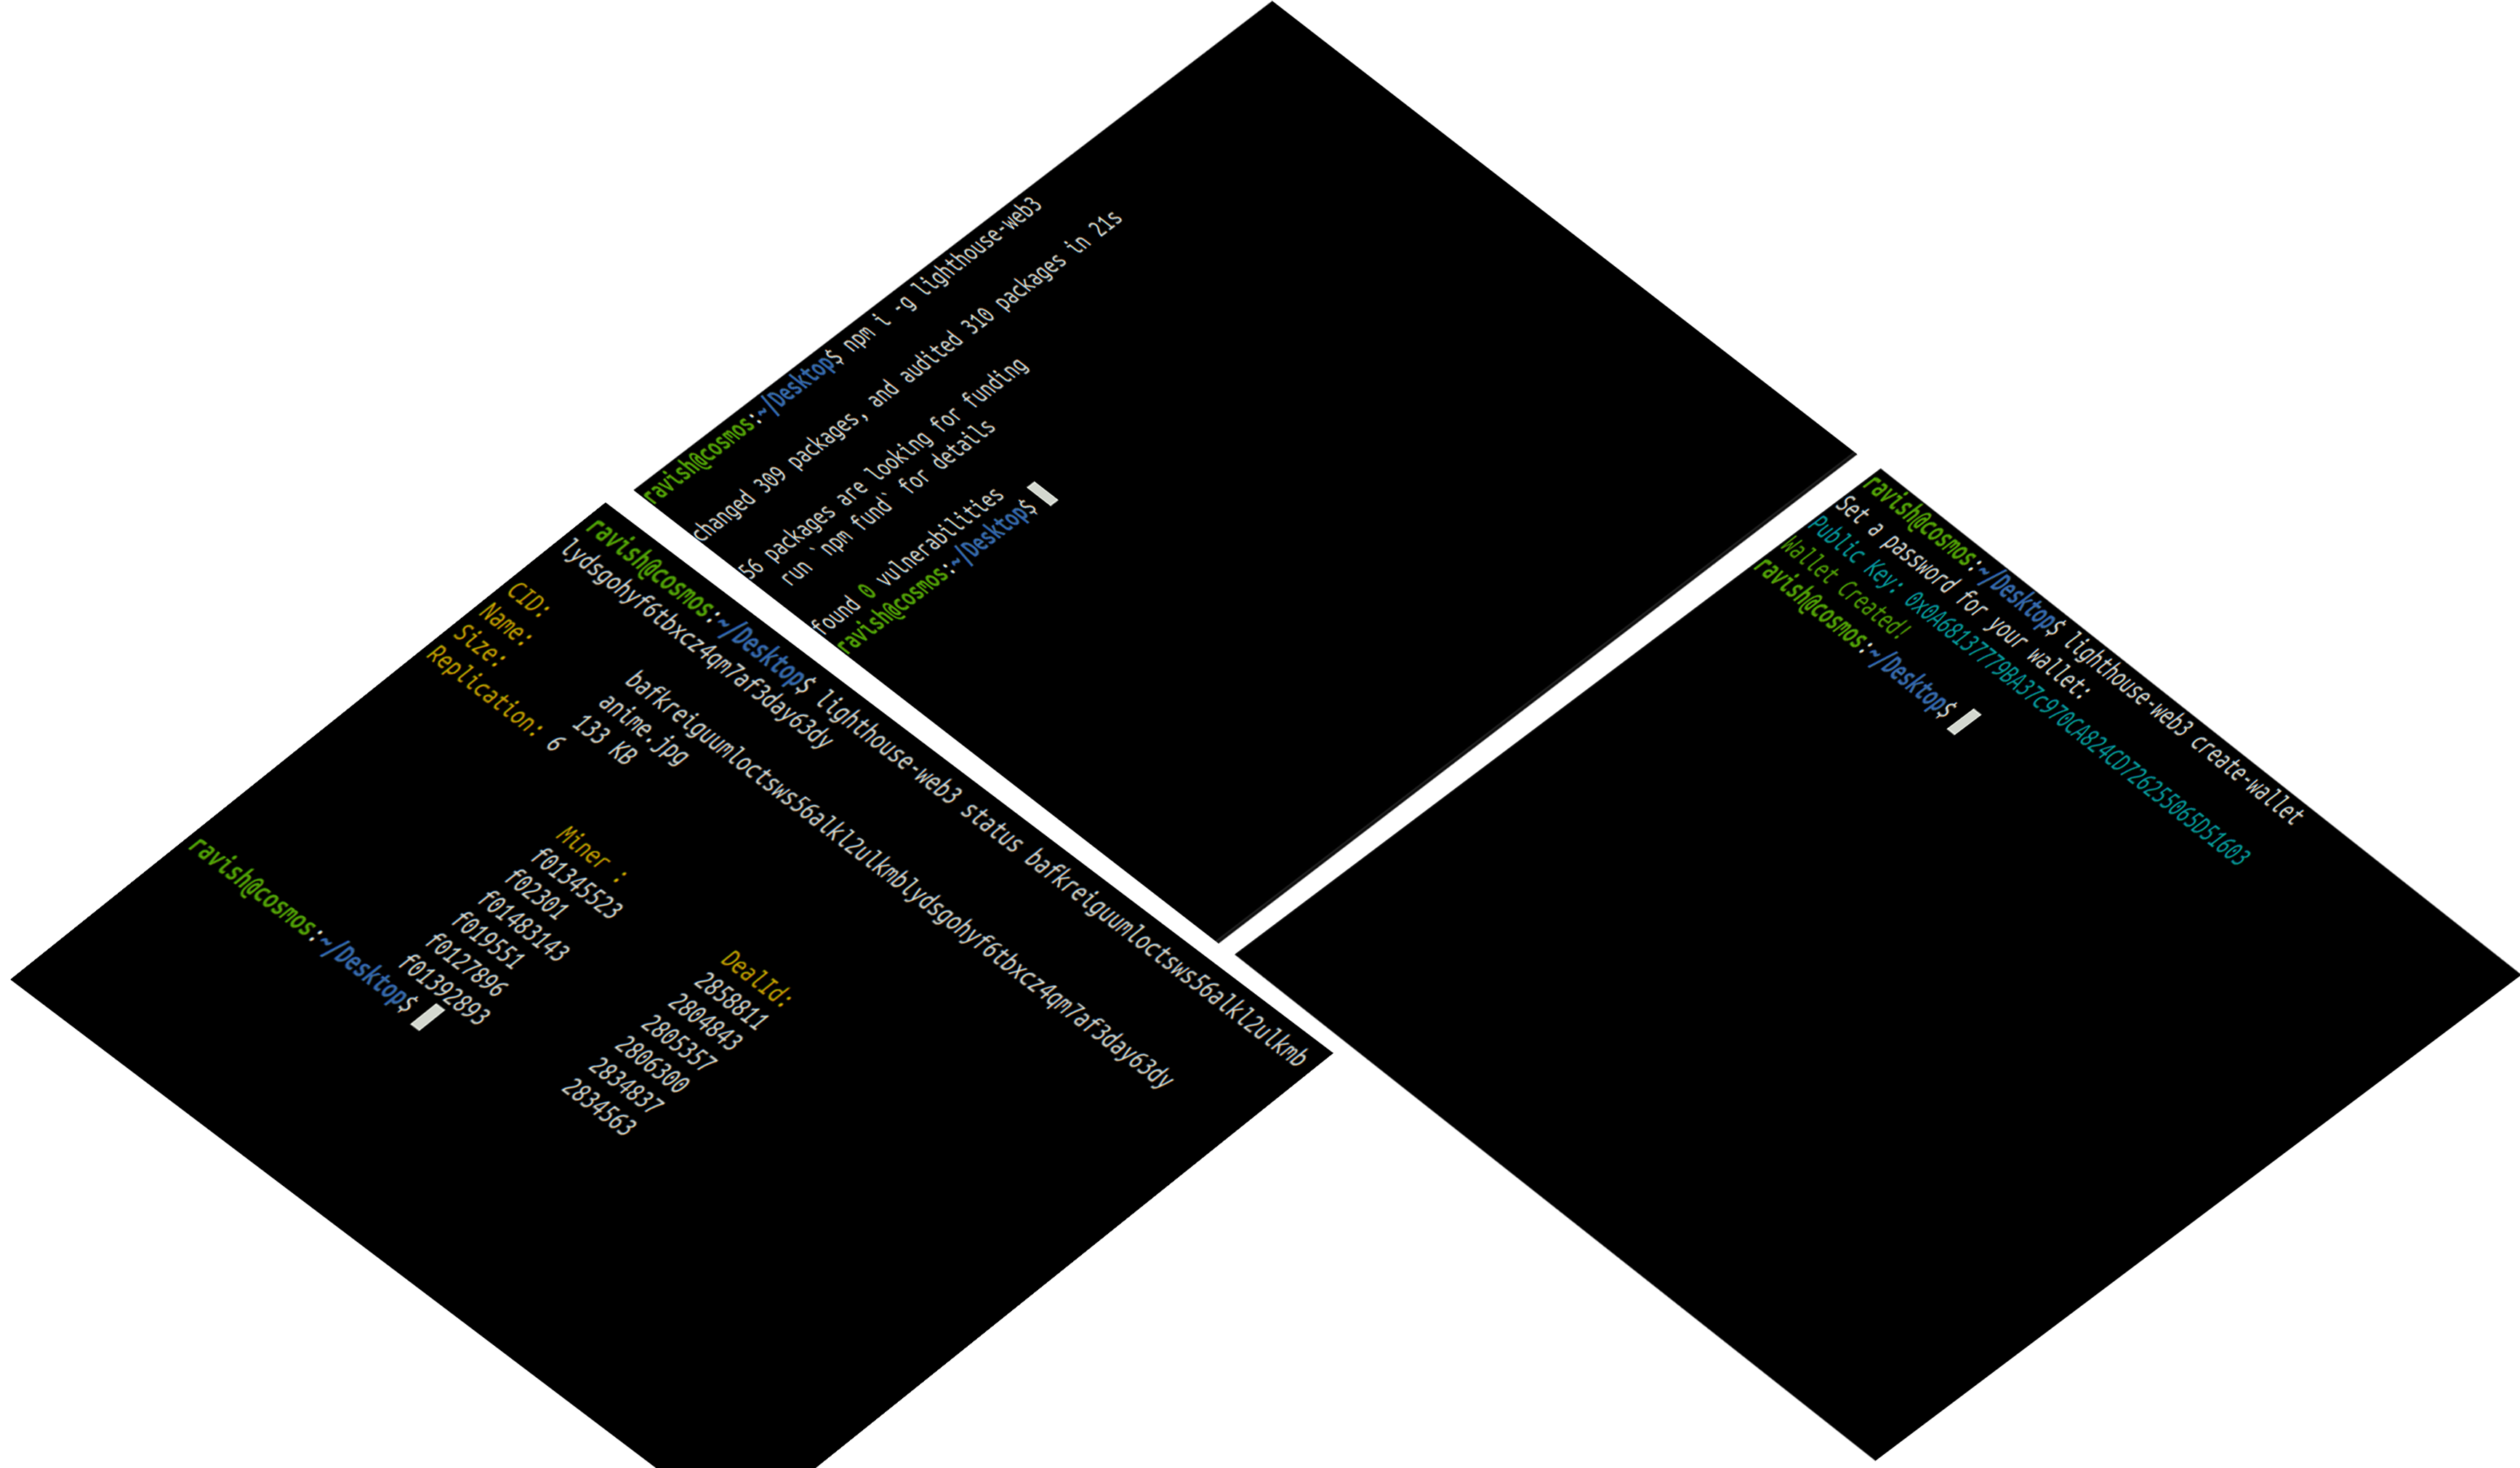 ravish@cosmos:~/Desktop$ npm i -g lighthouse-web3
changed 309 packages, and audited 310 packages in 21s
56 packages are looking for funding
run `npm fund` for details
found 0 vulnerabilities
ravish@cosmos:~/Desktop$
ravish@cosmos:~/Desktop$ lighthouse-web3 status bafkreiguumloctsws56alkl2ulkmb
lydsgohyf6tbxcz4qm7af3day63dy
CID: bafkreiguumloctsws56alkl2ulkmblydsgohyf6tbxcz4qm7af3day63dy
Name: anime.jpg
Size: 133 KB
Replication: 6
Miner : DealId:
f01345523 2858811
f02301 2804843
f01483143 2805357
f019551 2806300
f0127896 2834837
f01392893 2834563
ravish@cosmos:~/Desktop$
ravish@cosmos:~/Desktop$ lighthouse-web3 create-wallet
Set a password for your wallet:
Public Key: 0x0A68137779BA37c970CA824CD726255065D51603
Wallet Created!
ravish@cosmos:~/Desktop$